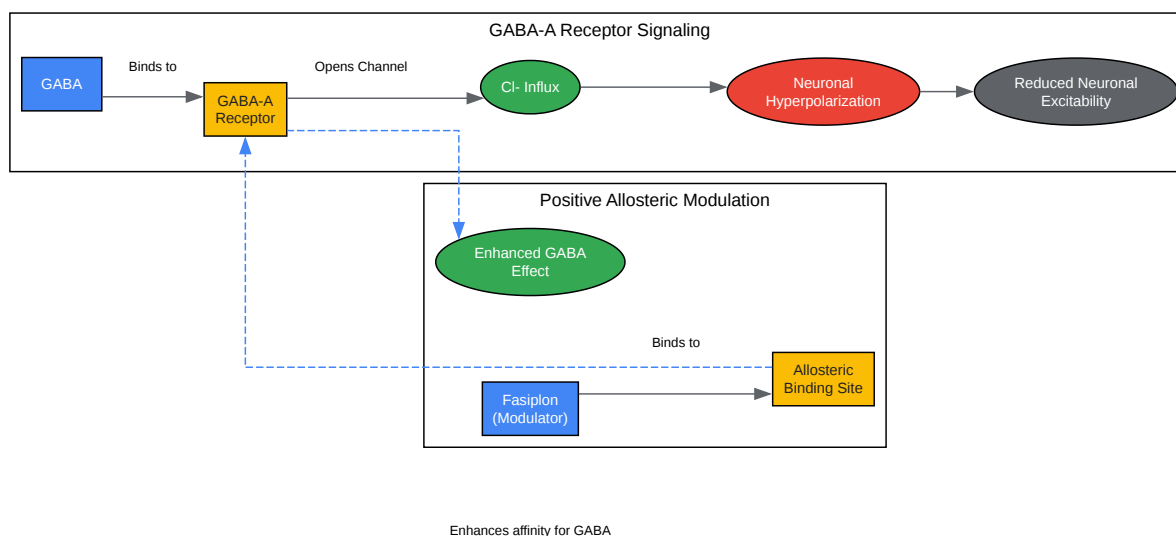 GABA-A Receptor Signaling
GABA
Binds to
GABA-A
Receptor
Opens Channel
Cl- Influx
Neuronal
Hyperpolarization
Reduced Neuronal
Excitability
Positive Allosteric Modulation
Enhanced GABA
Effect
Binds to
Allosteric
Binding Site
Fasiplon
(Modulator)
Enhances affinity for GABA